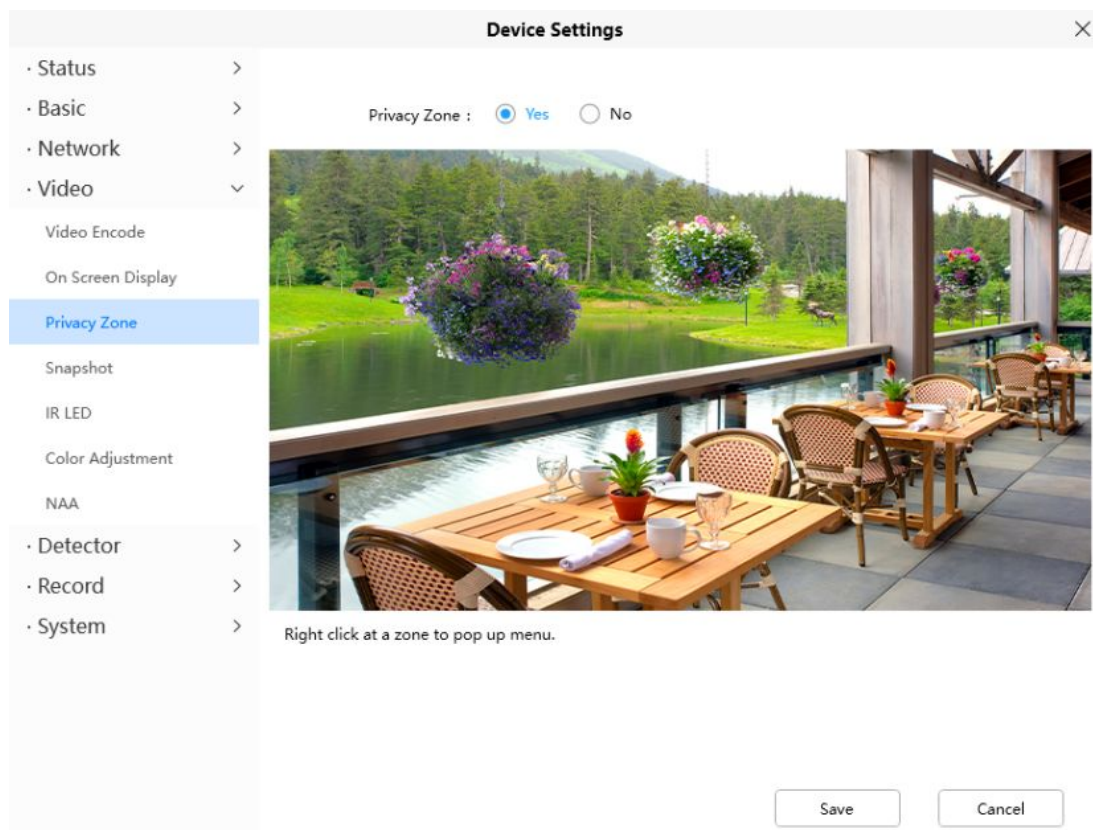 Device Settings
· Status
· Basic
· Network
· Video
Video Encode
On Screen Display
Privacy Zone
Snapshot
IR LED
Color Adjustment
NAA
· Detector
· Record
· System
Privacy Zone : Yes No
Right click at a zone to pop up menu.
Save Cancel